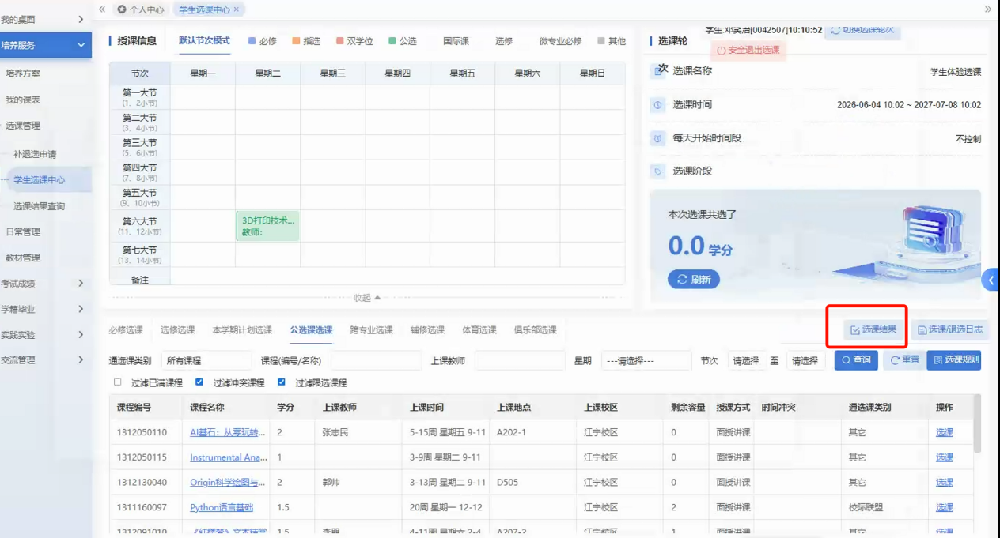 我的桌面
培养服务
培养方案
我的课表
选课管理
补退选申请
学生选课中心
选课结果查询
日常管理
教材管理
考试成绩
学籍毕业
实践实验
交流管理
个人中心 学生选课中心 ×
授课信息 默认节次模式 必修 指选 双学位 公选 国际课 选修 微专业必修 其他
节次 星期一 星期二 星期三 星期四 星期五 星期六 星期日
第一大节
(1、2小节)
第二大节
(3、4小节)
第三大节
(5、6小节)
第四大节
(7、8小节)
第五大节
(9、10小节)
第六大节
(11、12小节)
3D打印技术...
教师:
第七大节
(13、14小节)
备注
收起
选课轮次
[0042507]10:10:52 切换选课轮次
安全退出选课
选课名称 学生体验选课
选课时间 2026-06-04 10:02 ~ 2027-07-08 10:02
每天开始时间段 不控制
选课阶段
本次选课共选了
0.0 学分
刷新
必修选课 选修选课 本学期计划选课 公选课选课 跨专业选课 辅修选课 体育选课 俱乐部选课 选课结果 选课/退选日志
通选课类别 所有课程 课程(编号/名称) 上课教师 星期 ---请选择--- 节次 请选择 至 请选择 查询 重置 选课规则
过滤已满课程 过滤冲突课程 过滤限选课程
课程编号 课程名称 学分 上课教师 上课时间 上课地点 上课校区 剩余容量 授课方式 时间冲突 通选课类别 操作
1312050110 AI基石：从零玩转... 2 张志民 5-15周 星期五 9-11 A202-1 江宁校区 0 面授讲课 其它 选课
1312050115 Instrumental Ana... 1 3-9周 星期二 9-11 江宁校区 0 面授讲课 其它 选课
1312130040 Origin科学绘图与... 2 郭帅 3-13周 星期二 9-11 D505 江宁校区 0 面授讲课 其它 选课
1311160097 Python语言基础 1.5 20周 星期一 12-12 江宁校区 2 面授讲课 校际联盟 选课
1312091010 《红楼梦》文本精赏 1.5 李明 4-11周 星期六 2-4 A207-2 江宁校区 1 面授讲课 其它 选课